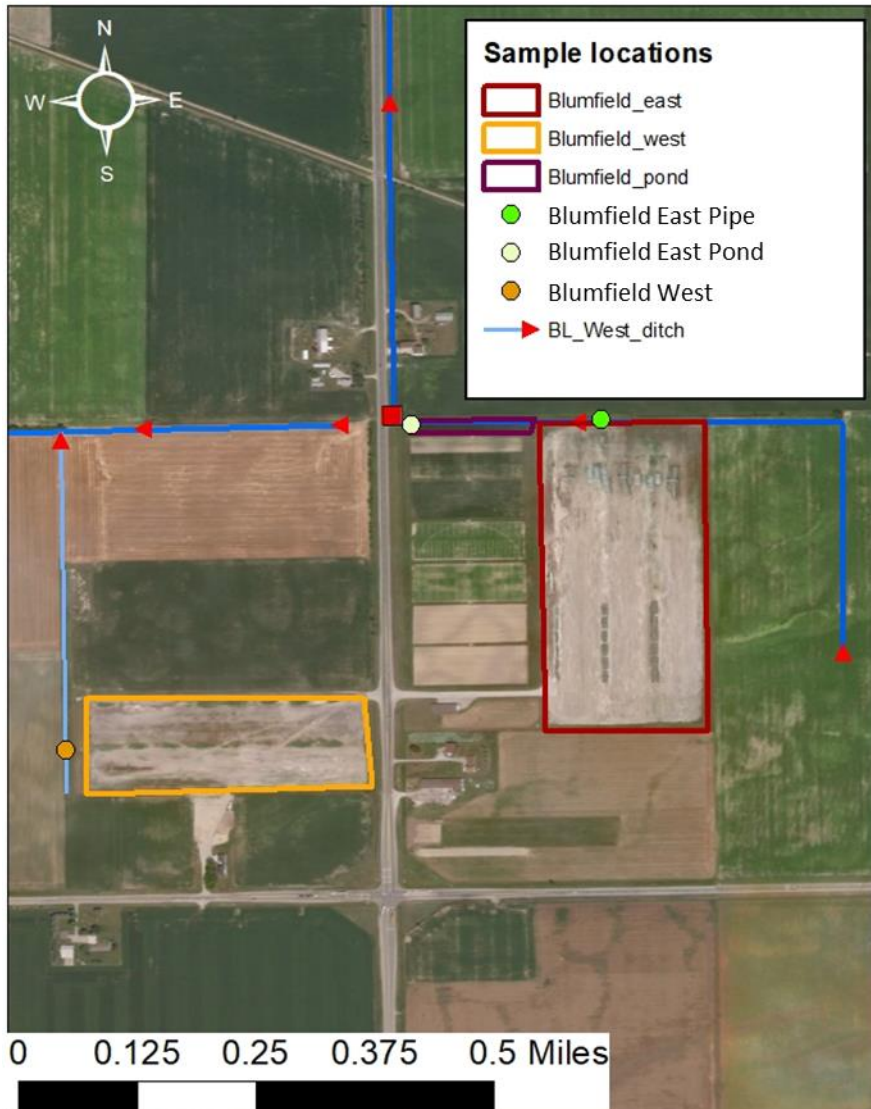 N
W E
S
Sample locations
Blumfield_east
Blumfield_west
Blumfield_pond
Blumfield East Pipe
Blumfield East Pond
Blumfield West
BL_West_ditch
0 0.125 0.25 0.375 0.5 Miles